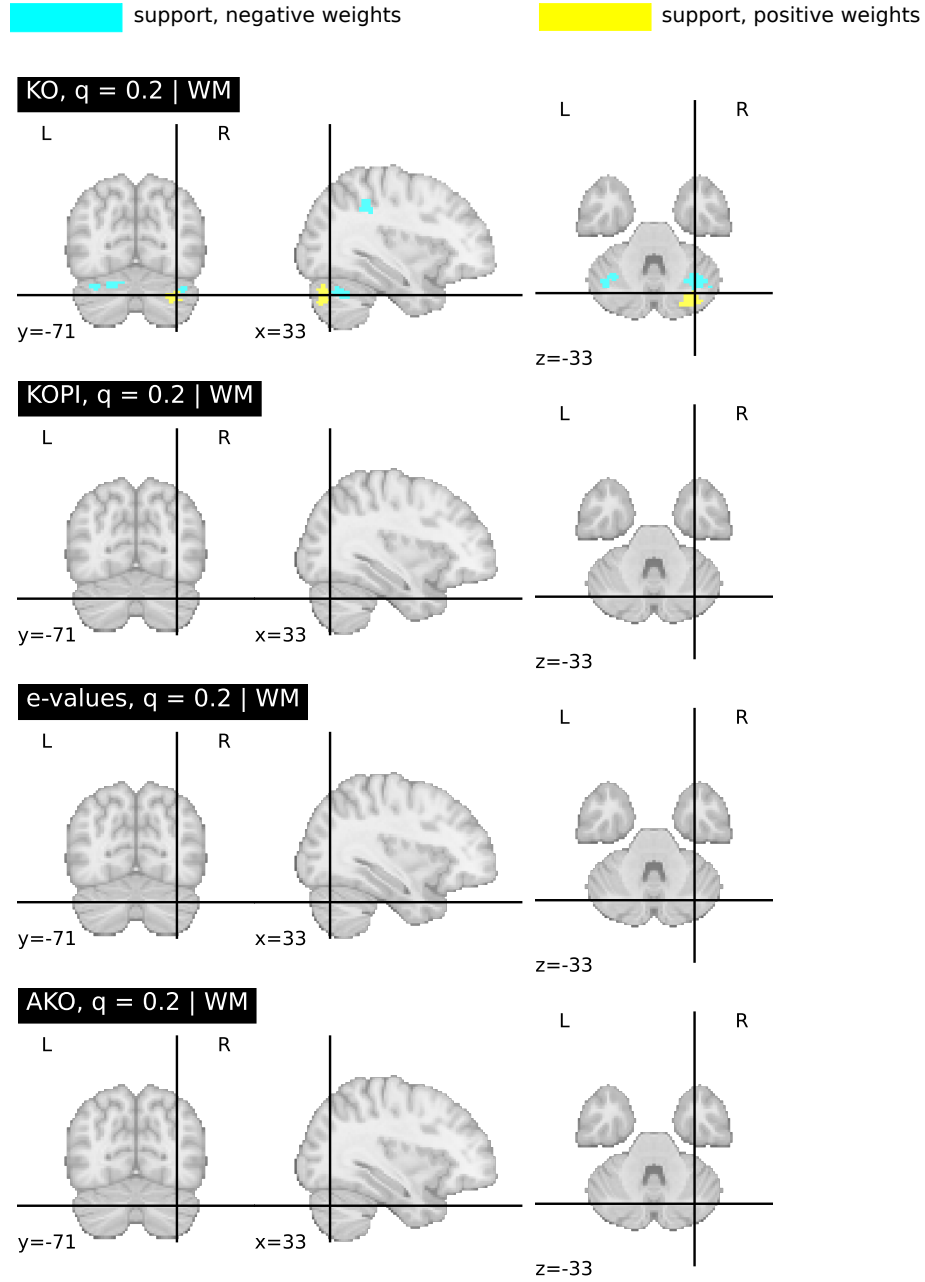 support, negative weights
support, positive weights
KO, q = 0.2 | WM
L
R
L
R
y=-71
x=33
z=-33
KOPI, q = 0.2 | WM
L
R
L
R
y=-71
x=33
z=-33
e-values, q = 0.2 | WM
L
R
L
R
y=-71
x=33
z=-33
AKO, q = 0.2 | WM
L
R
L
R
y=-71
x=33
z=-33